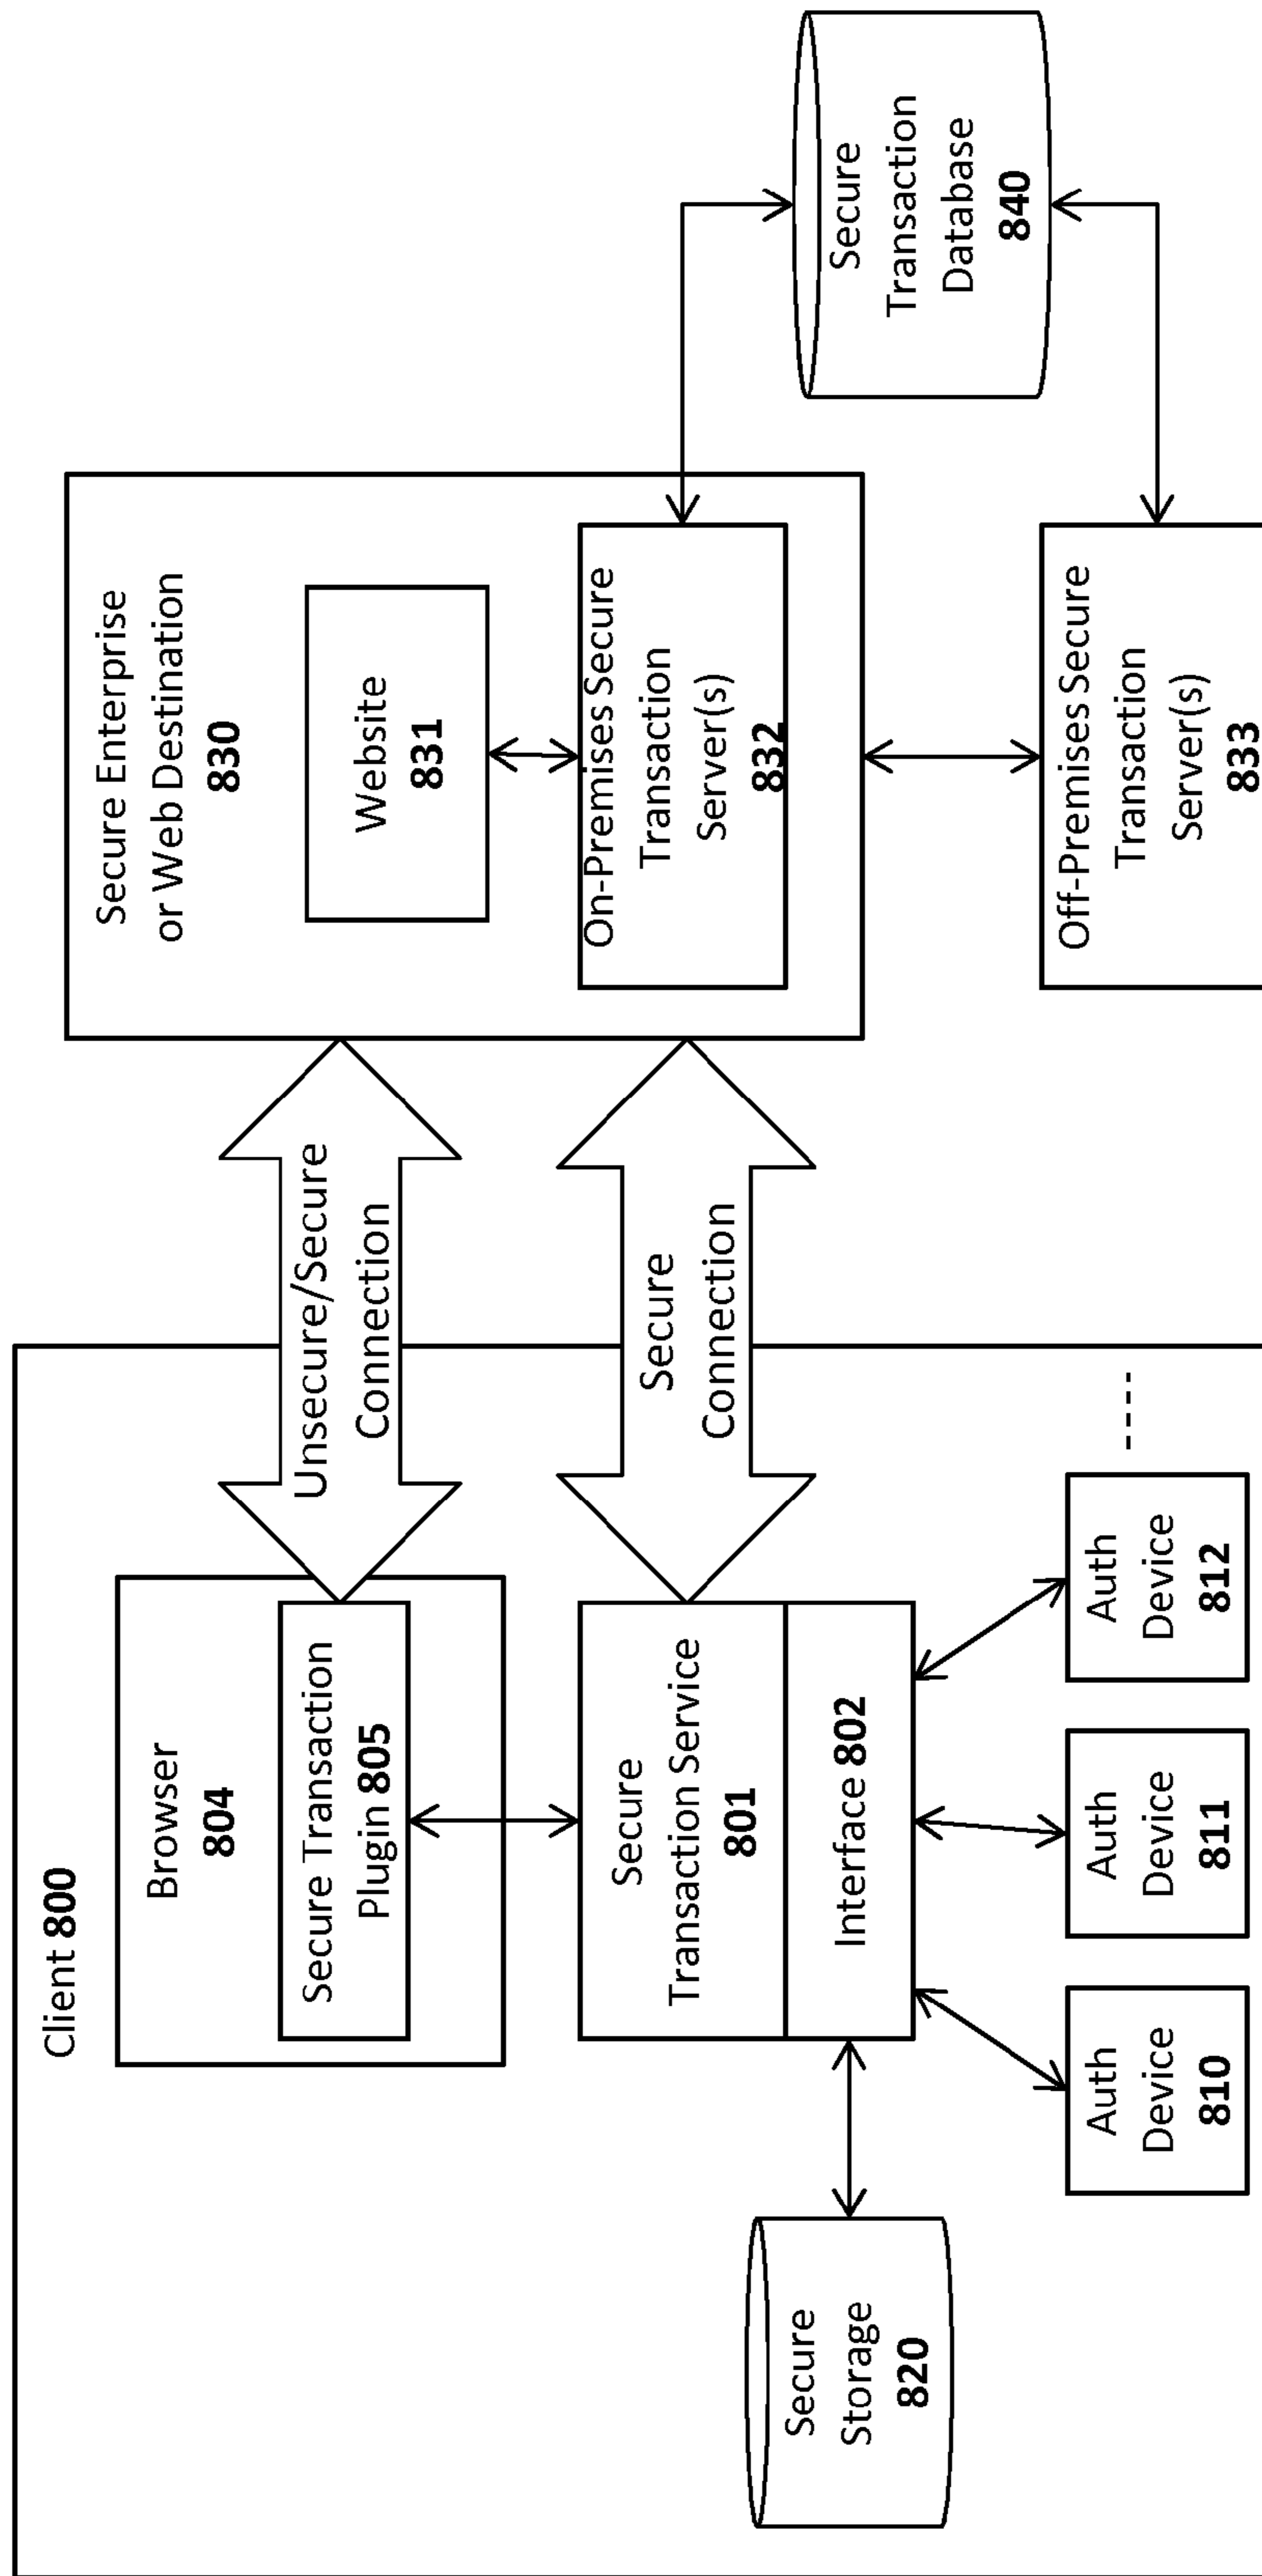 Client 800
Browser
804
Secure Transaction
Plugin 805
Secure
Transaction Service
801
Interface 802
Secure
Storage
820
Auth
Device
810
Auth
Device
811
Auth
Device
812
Unsecure/Secure
Connection
Secure
Connection
Secure Enterprise
or Web Destination
830
Website
831
On-Premises Secure
Transaction
Server(s)
832
Off-Premises Secure
Transaction
Server(s)
833
Secure
Transaction
Database
840